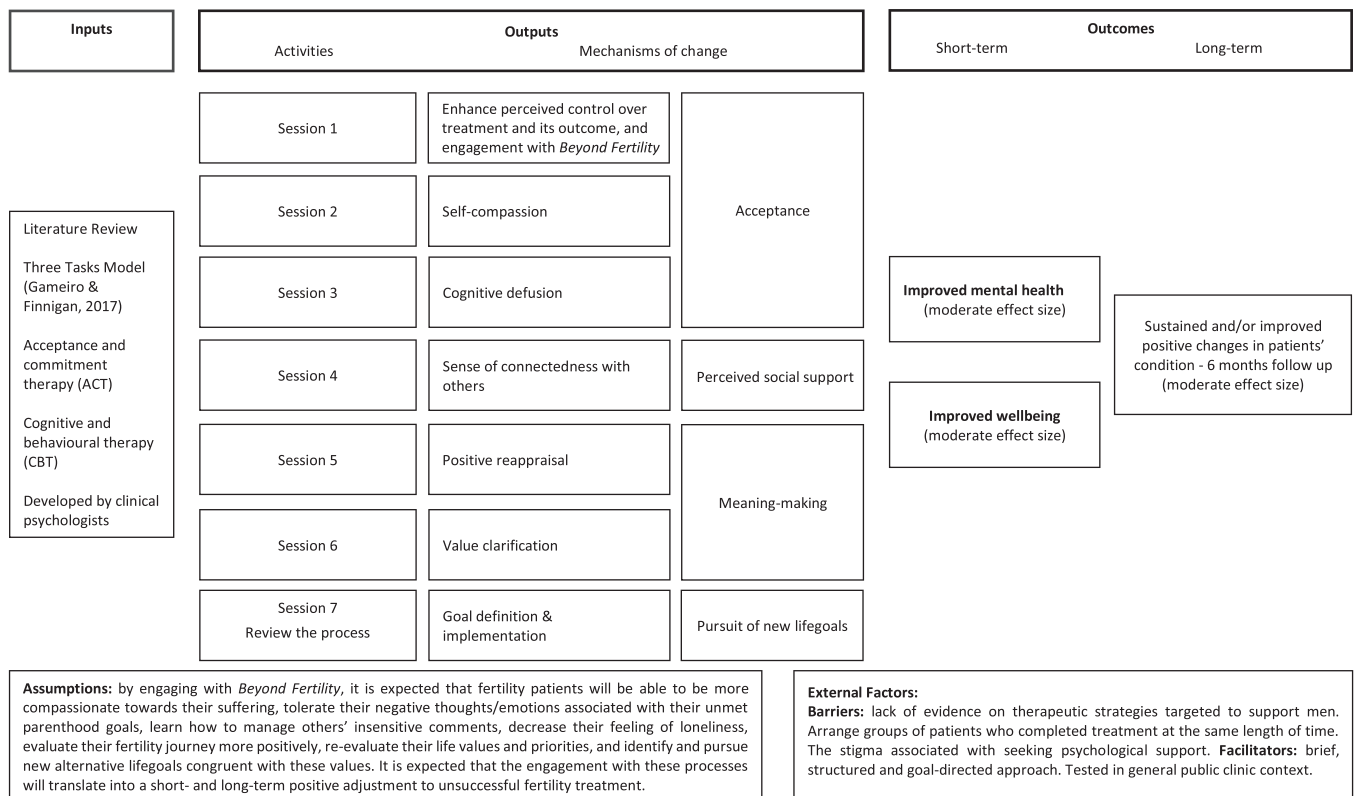 Inputs
Outputs
Activities
Mechanisms of change
Outcomes
Short-term
Long-term
Literature Review
Three Tasks Model
(Gameiro &
Finnigan, 2017)
Acceptance and
commitment
therapy (ACT)
Cognitive and
behavioural therapy
(CBT)
Developed by clinical
psychologists
Session 1
Enhance perceived control over
treatment and its outcome, and
engagement with Beyond Fertility
Session 2
Self-compassion
Session 3
Cognitive defusion
Acceptance
Session 4
Sense of connectedness with
others
Perceived social support
Session 5
Positive reappraisal
Session 6
Value clarification
Meaning-making
Session 7
Review the process
Goal definition &
implementation
Pursuit of new lifegoals
Improved mental health
(moderate effect size)
Improved wellbeing
(moderate effect size)
Sustained and/or improved
positive changes in patients’
condition - 6 months follow up
(moderate effect size)
Assumptions: by engaging with Beyond Fertility, it is expected that fertility patients will be able to be more
compassionate towards their suffering, tolerate their negative thoughts/emotions associated with their unmet
parenthood goals, learn how to manage others’ insensitive comments, decrease their feeling of loneliness,
evaluate their fertility journey more positively, re-evaluate their life values and priorities, and identify and pursue
new alternative lifegoals congruent with these values. It is expected that the engagement with these processes
will translate into a short- and long-term positive adjustment to unsuccessful fertility treatment.
External Factors:
Barriers: lack of evidence on therapeutic strategies targeted to support men.
Arrange groups of patients who completed treatment at the same length of time.
The stigma associated with seeking psychological support. Facilitators: brief,
structured and goal-directed approach. Tested in general public clinic context.